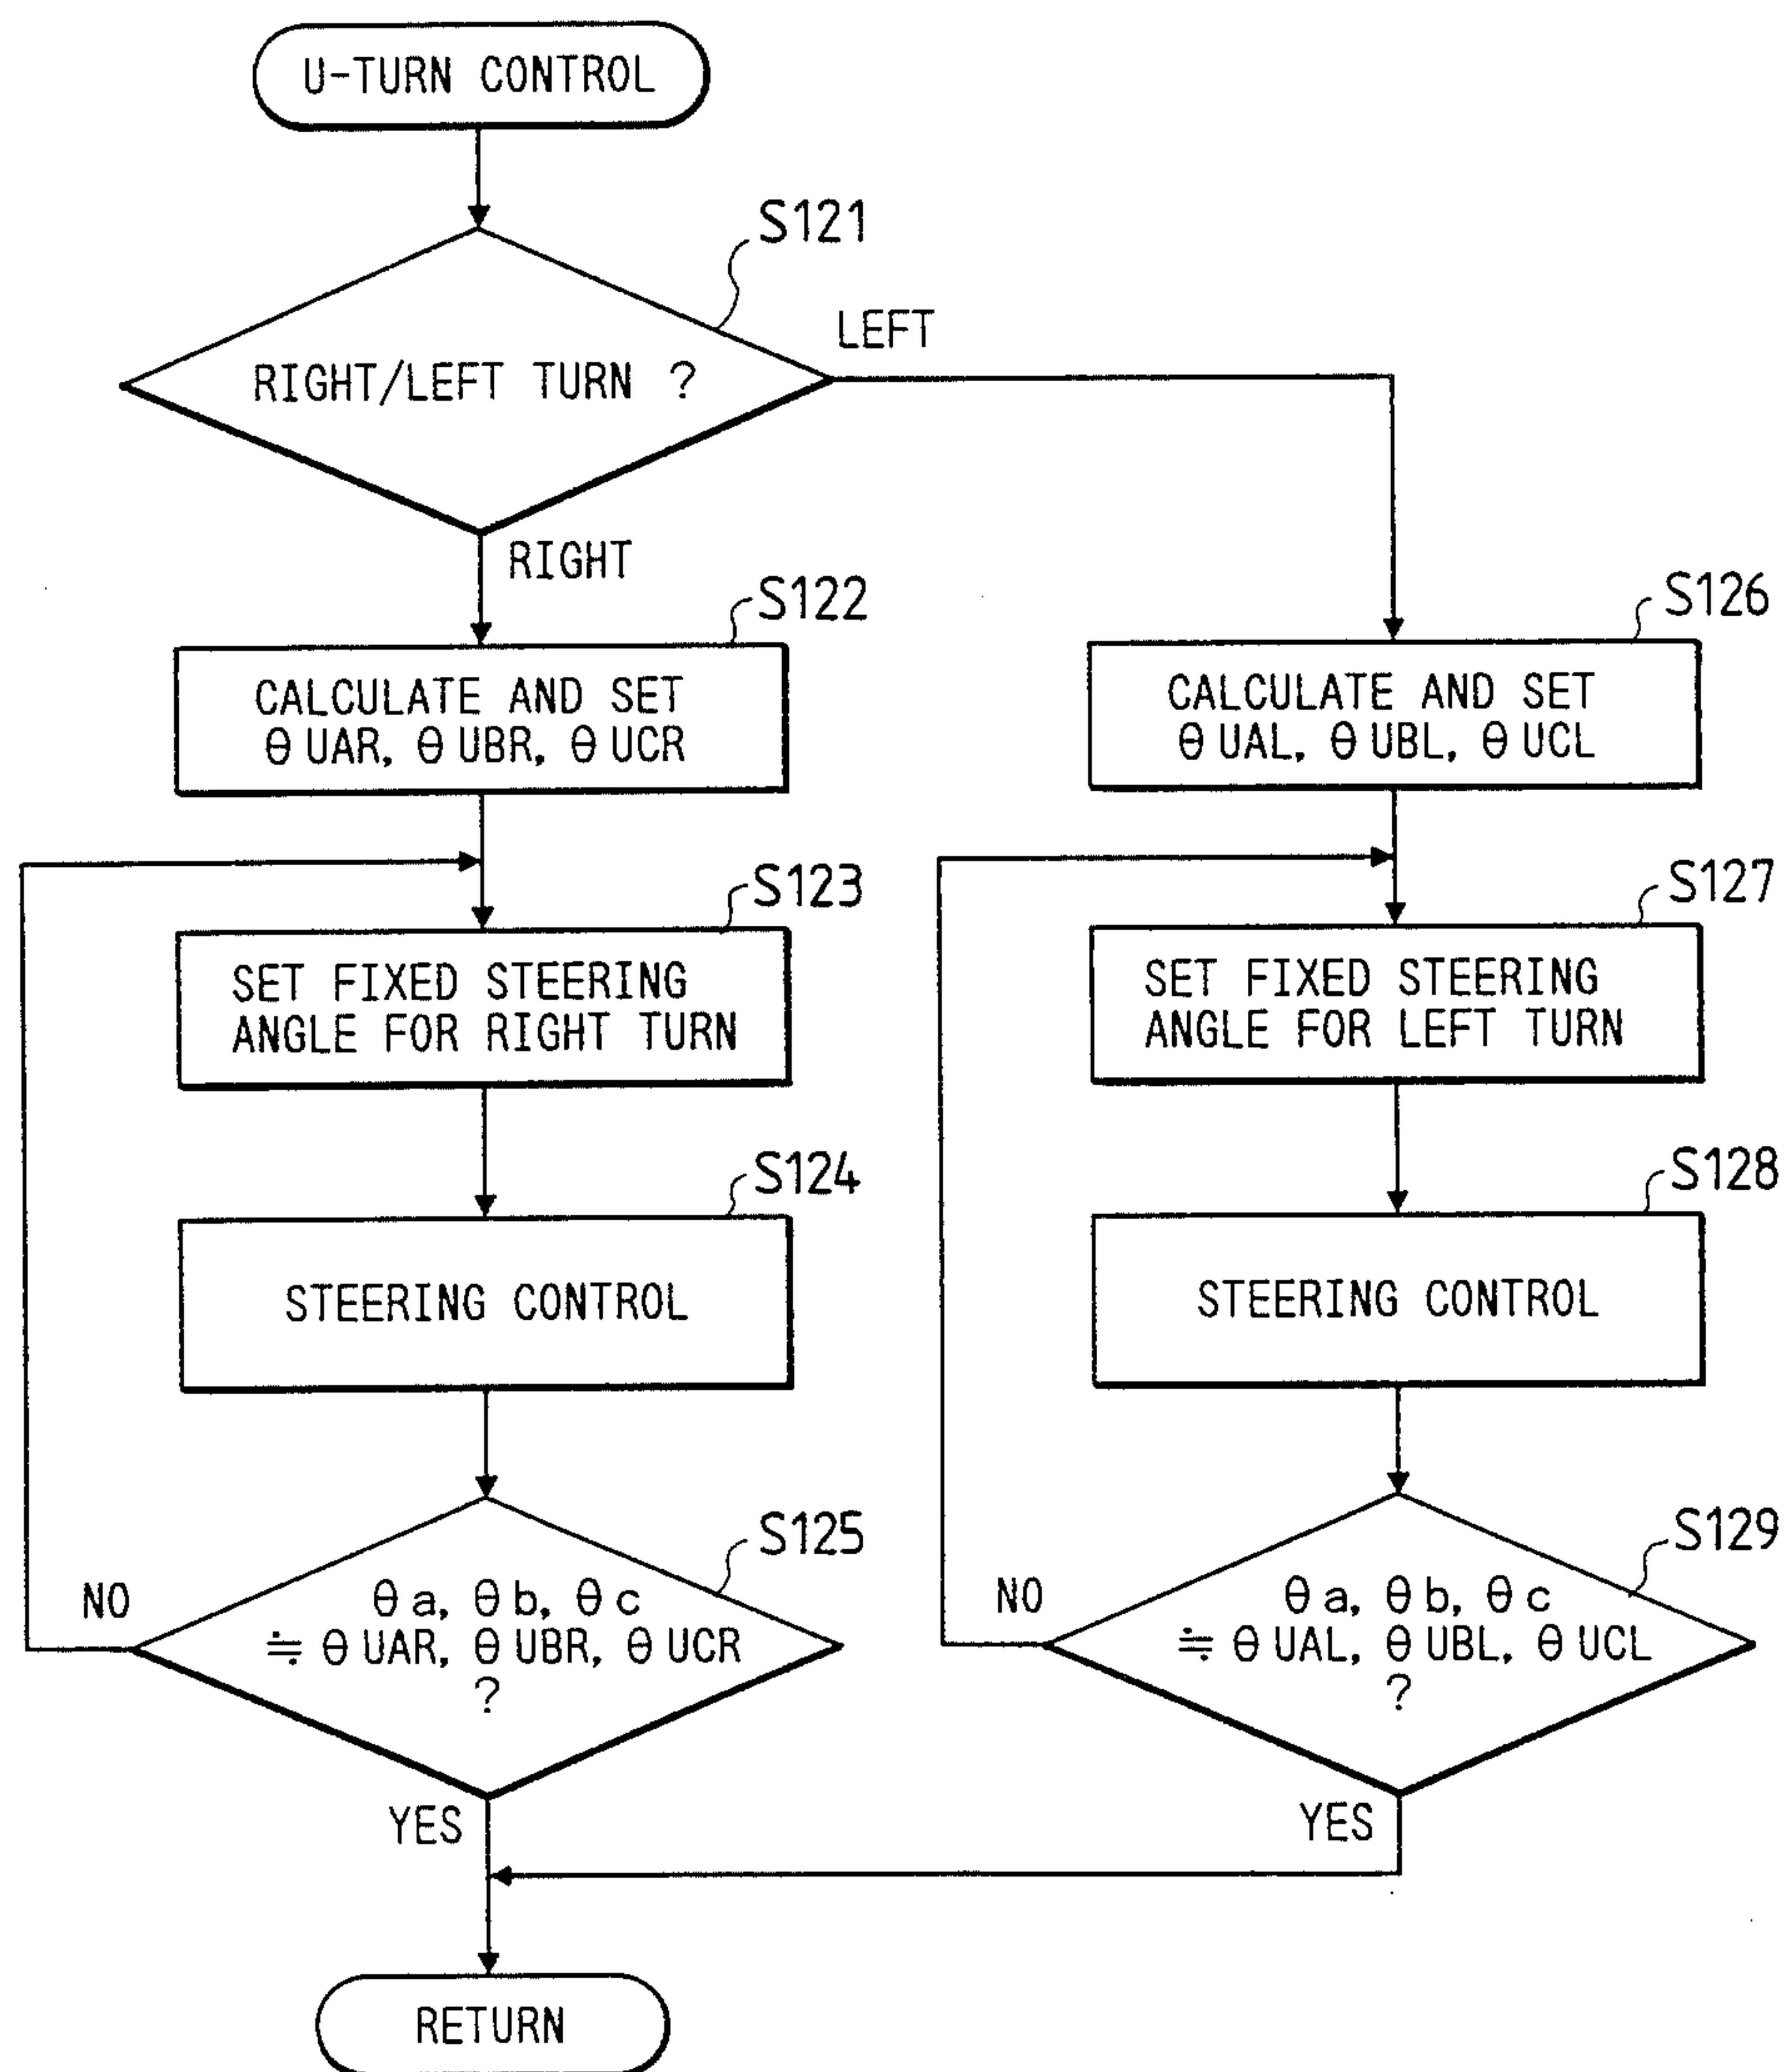 U-TURN CONTROL
S121
RIGHT/LEFT TURN ?
LEFT
RIGHT
S122
CALCULATE AND SET
θ UAR, θ UBR, θ UCR
S123
SET FIXED STEERING
ANGLE FOR RIGHT TURN
S124
STEERING CONTROL
S125
θ a, θ b, θ c
≒ θ UAR, θ UBR, θ UCR
?
NO
YES
S126
CALCULATE AND SET
θ UAL, θ UBL, θ UCL
S127
SET FIXED STEERING
ANGLE FOR LEFT TURN
S128
STEERING CONTROL
S129
θ a, θ b, θ c
≒ θ UAL, θ UBL, θ UCL
?
NO
YES
RETURN